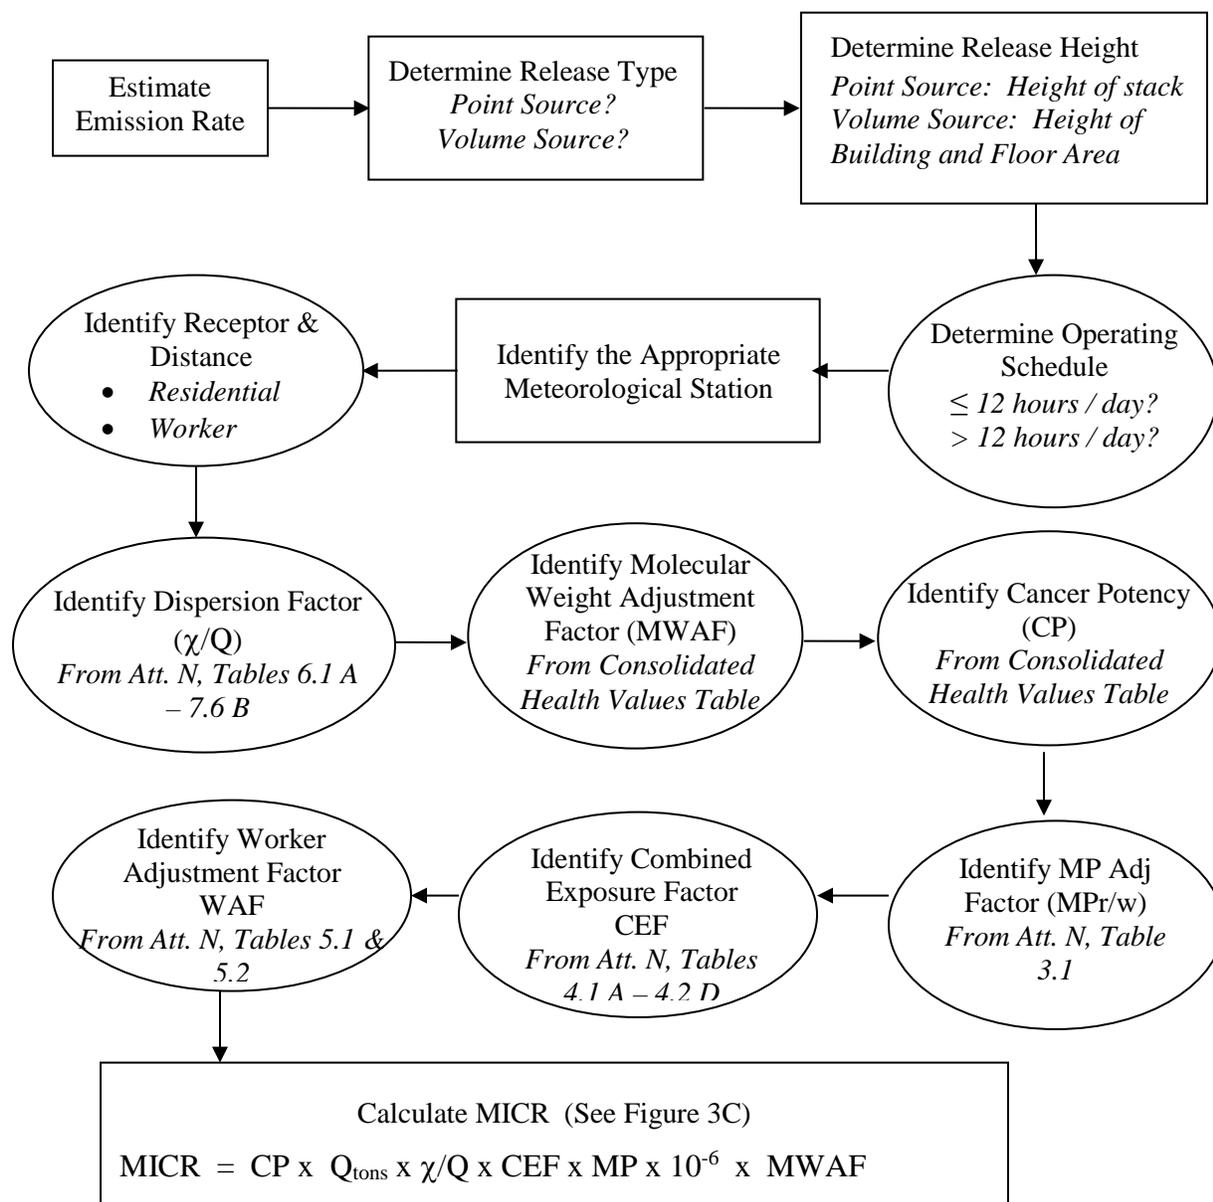 Estimate
Emission Rate
Determine Release Type
Point Source?
Volume Source?
Determine Release Height
Point Source: Height of stack
Volume Source: Height of
Building and Floor Area
Determine Operating
Schedule
≤ 12 hours / day?
> 12 hours / day?
Identify the Appropriate
Meteorological Station
Identify Receptor &
Distance
• Residential
• Worker
Identify Dispersion Factor
(χ/Q)
From Att. N, Tables 6.1 A
– 7.6 B
Identify Molecular
Weight Adjustment
Factor (MWAF)
From Consolidated
Health Values Table
Identify Cancer Potency
(CP)
From Consolidated
Health Values Table
Identify MP Adj
Factor (MPr/w)
From Att. N, Table
3.1
Identify Combined
Exposure Factor
CEF
From Att. N, Tables
4.1 A – 4.2 D
Identify Worker
Adjustment Factor
WAF
From Att. N, Tables 5.1 &
5.2
Calculate MICR (See Figure 3C)
MICR = CP x Qtons x χ/Q x CEF x MP x 10-6 x MWAF